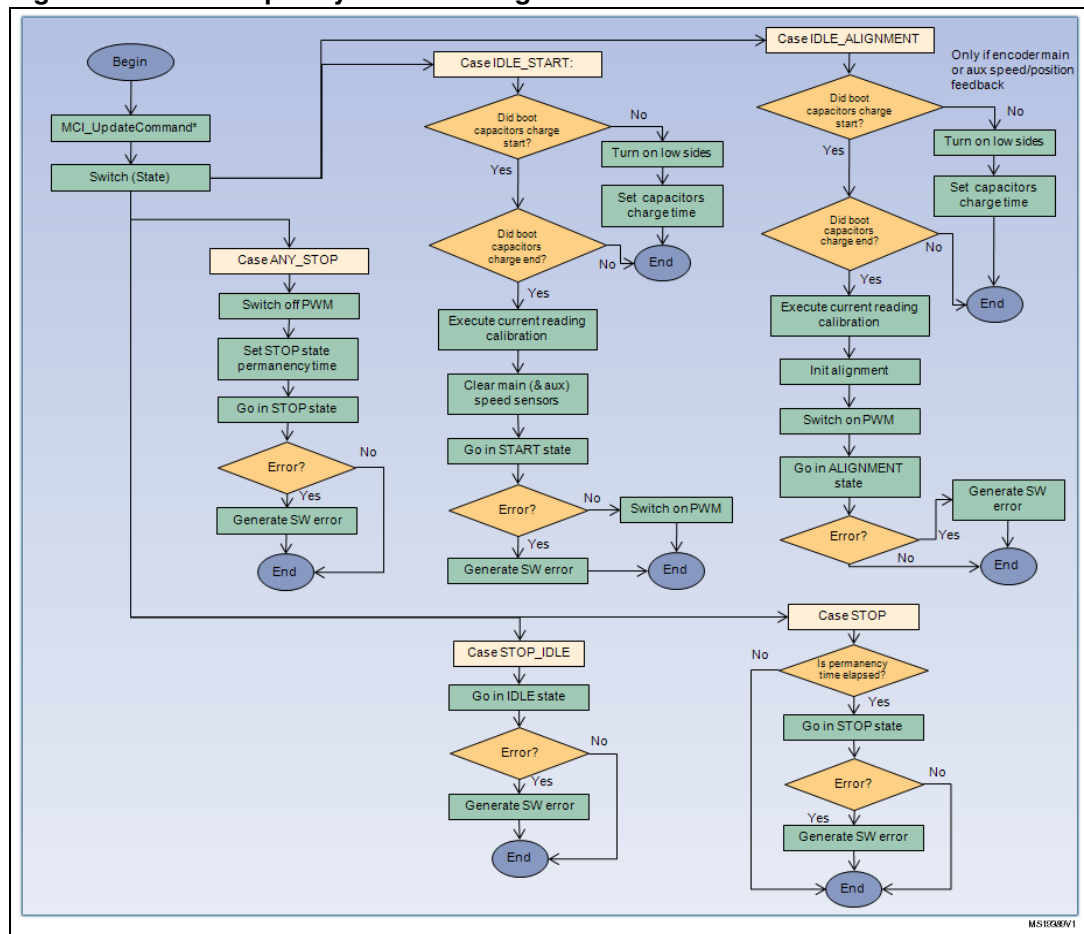 Begin
MCI_UpdateCommand*
Switch (State)
Case ANY_STOP
Switch off PWM
Set STOP state
permanency time
Go in STOP state
Error?
No
Yes
Generate SW error
End
Case IDLE_START:
Did boot
capacitors charge
start?
No
Turn on low sides
Set capacitors
charge time
Yes
Did boot
capacitors
charge end?
No
End
Yes
Execute current reading
calibration
Clear main (& aux)
speed sensors
Go in START state
Error?
No
Switch on PWM
Yes
Generate SW error
End
Case IDLE_ALIGNMENT
Only if encoder main
or aux speed/position
feedback
Did boot
capacitors charge
start?
No
Turn on low sides
Set capacitors
charge time
Yes
Did boot
capacitors
charge end?
No
End
Yes
Execute current reading
calibration
Init alignment
Switch on PWM
Go in ALIGNMENT
state
Generate SW
error
Error?
Yes
No
End
Case STOP_IDLE
Go in IDLE state
Error?
No
Yes
Generate SW error
End
Case STOP
No
Is permanency
time elapsed?
Yes
Go in STOP state
Error?
No
Yes
Generate SW error
End
MS19389V1